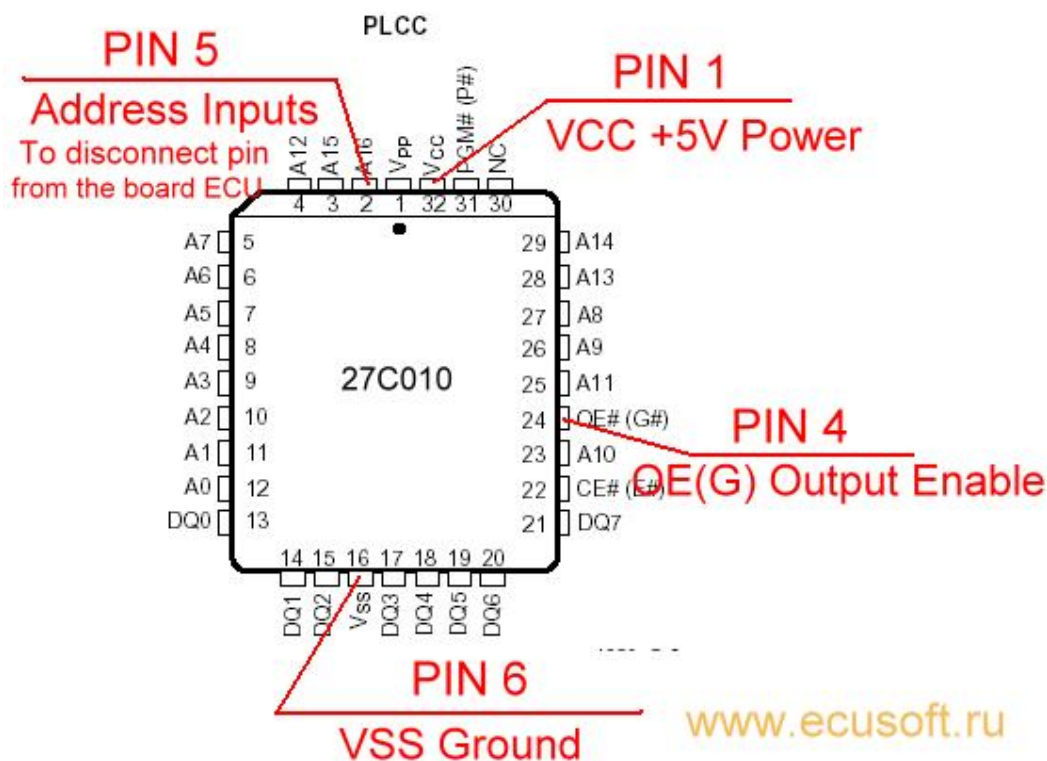 PLCC
PIN 5
Address Inputs
To disconnect pin
from the board ECU
PIN 1
VCC +5V Power
A12 A15 A16 VPP VCC PGM# (P#) NC
4 3 2 1 32 31 30
A7 5 29 A14
A6 6 28 A13
A5 7 27 A8
A4 8 26 A9
A3 9 27C010 25 A11
A2 10 24 OE# (G#)
A1 11 23 A10
A0 12 22 CE# (E#)
DQ0 13 21 DQ7
PIN 4
OE(G) Output Enable
14 15 16 17 18 19 20
DQ1 DQ2 VSS DQ3 DQ4 DQ5 DQ6
PIN 6
VSS Ground
www.ecusoft.ru